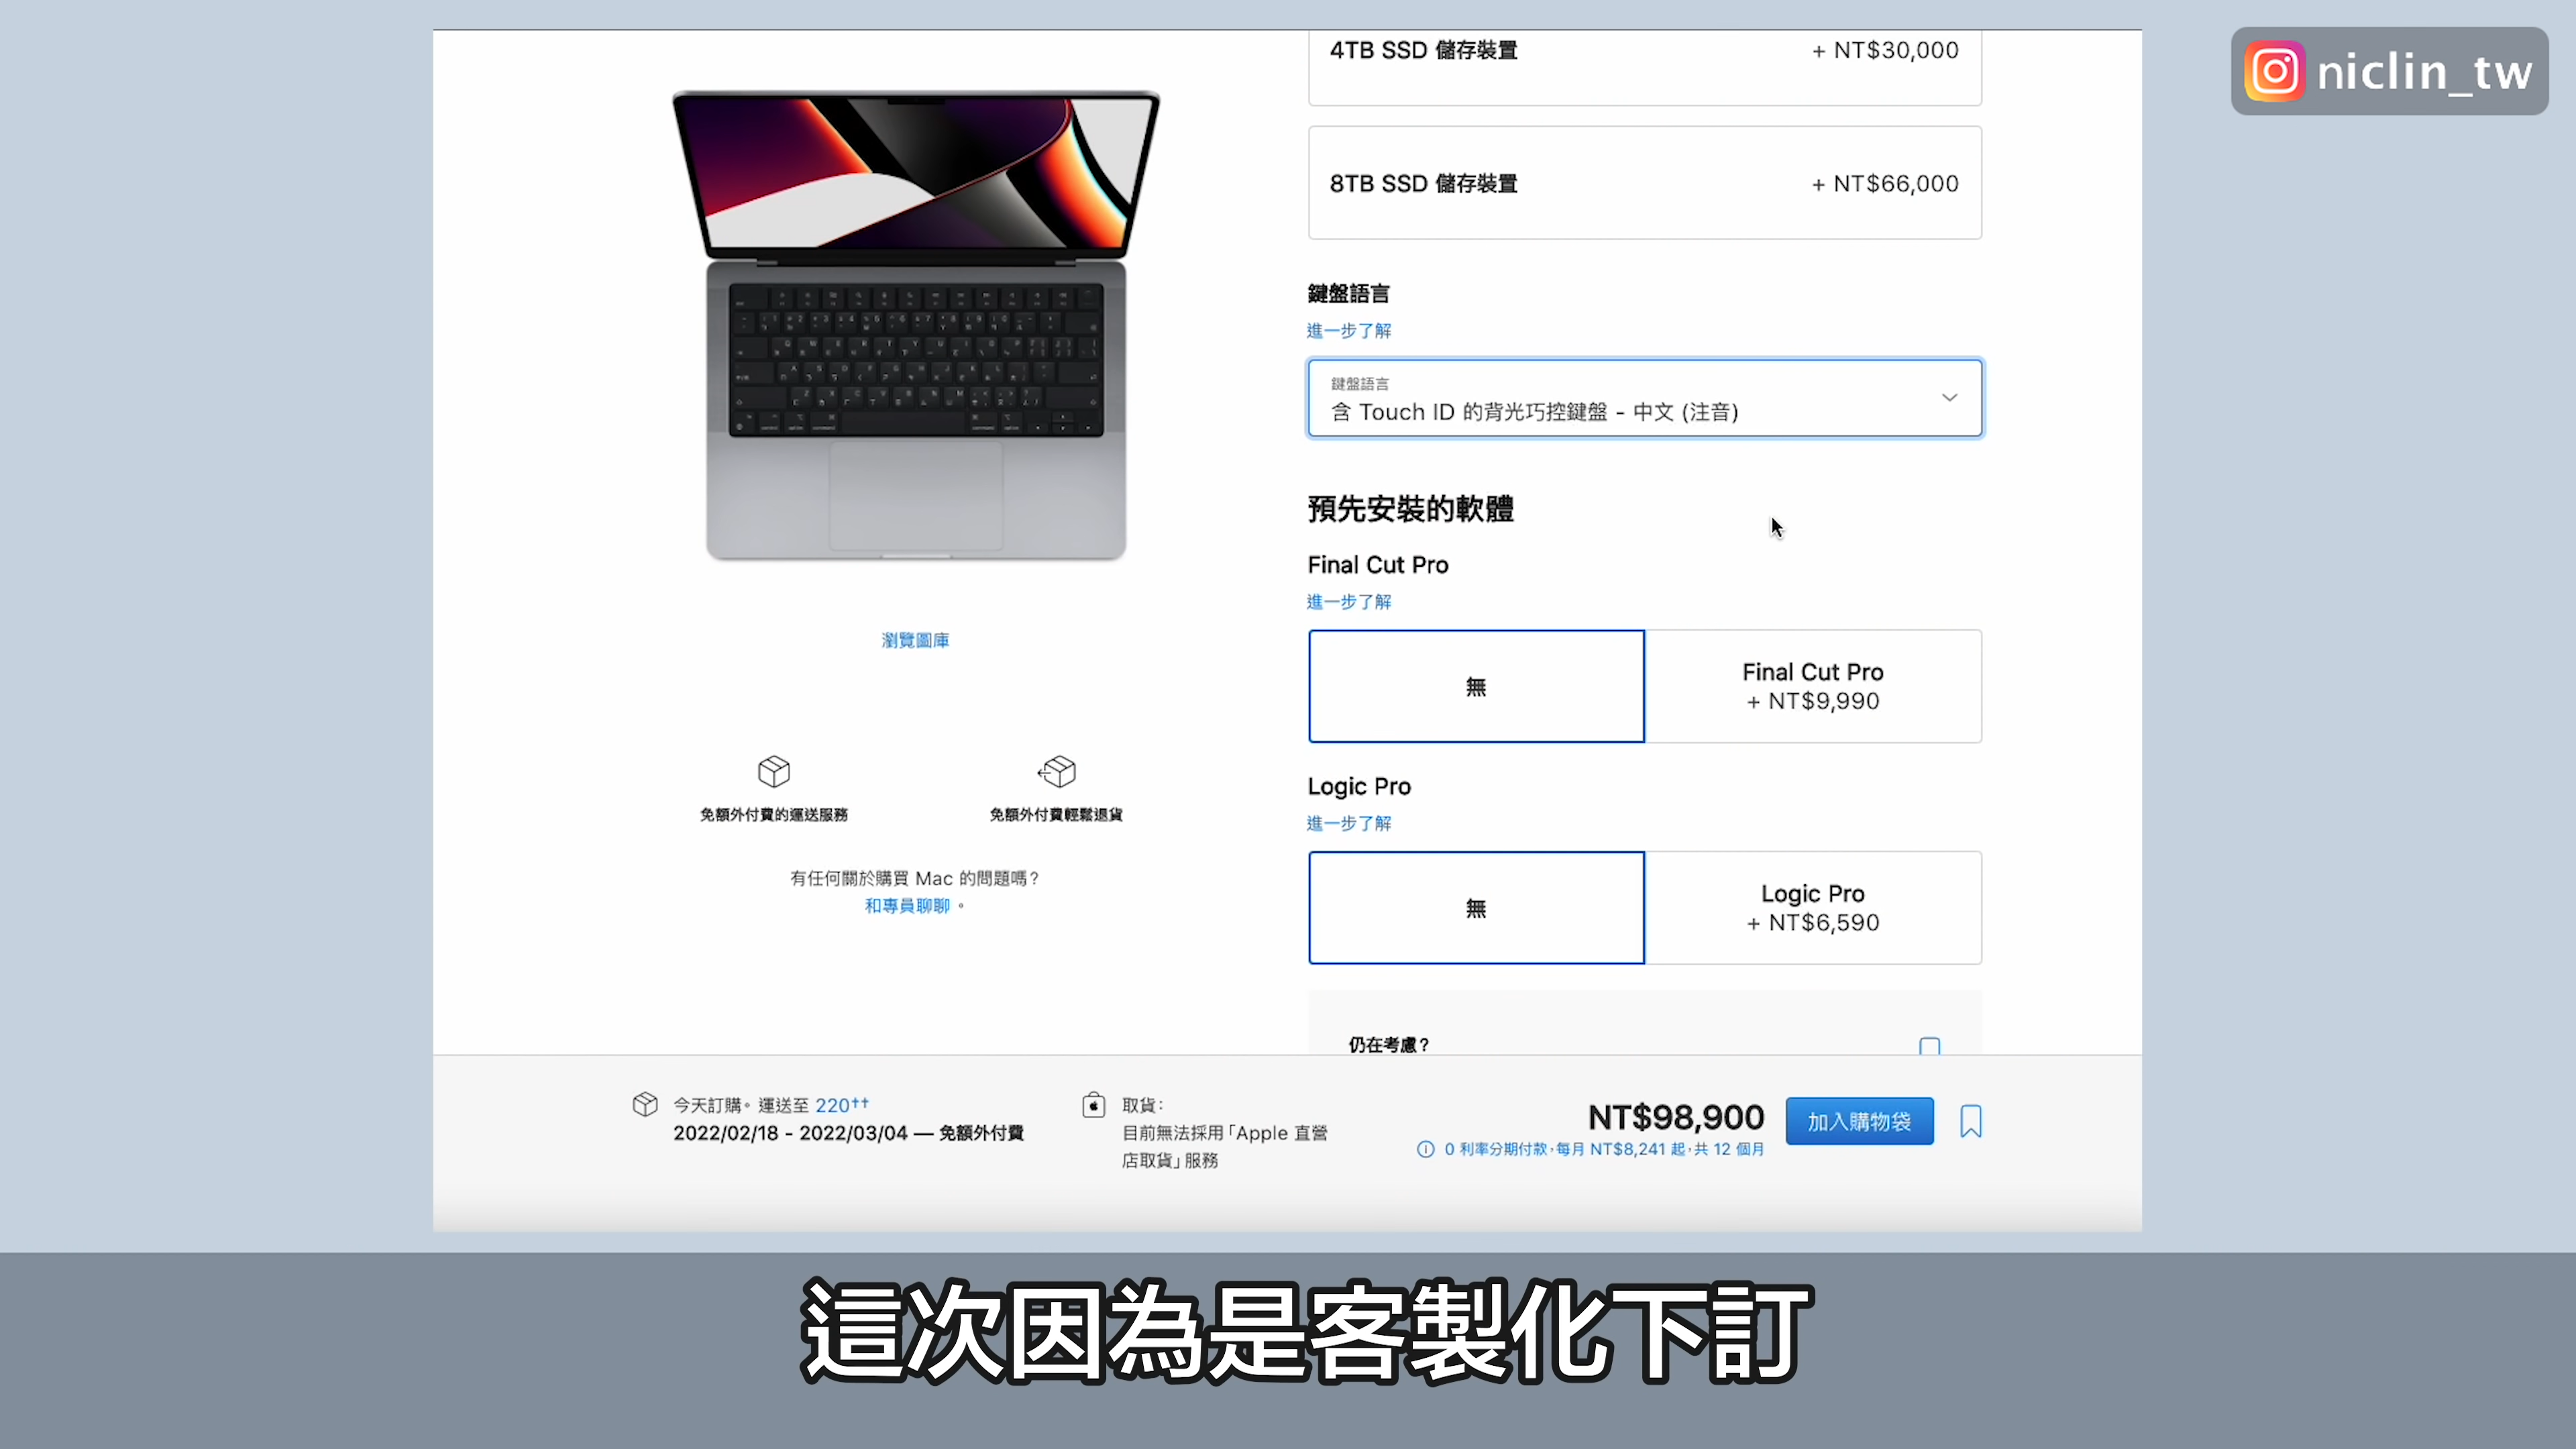 niclin_tw
4TB SSD 儲存裝置
+ NT$30,000
8TB SSD 儲存裝置
+ NT$66,000
鍵盤語言
進一步了解
鍵盤語言
含 Touch ID 的背光巧控鍵盤 - 中文 (注音)
預先安裝的軟體
Final Cut Pro
進一步了解
無
Final Cut Pro
+ NT$9,990
Logic Pro
進一步了解
無
Logic Pro
+ NT$6,590
仍在考慮？
瀏覽圖庫
免額外付費的運送服務
免額外付費輕鬆退貨
有任何關於購買 Mac 的問題嗎？
和專員聊聊。
今天訂購。運送至 220††
2022/02/18 - 2022/03/04 — 免額外付費
取貨：
目前無法採用「Apple 直營
店取貨」服務
NT$98,900
0 利率分期付款，每月 NT$8,241 起，共 12 個月
加入購物袋
這次因為是客製化下訂